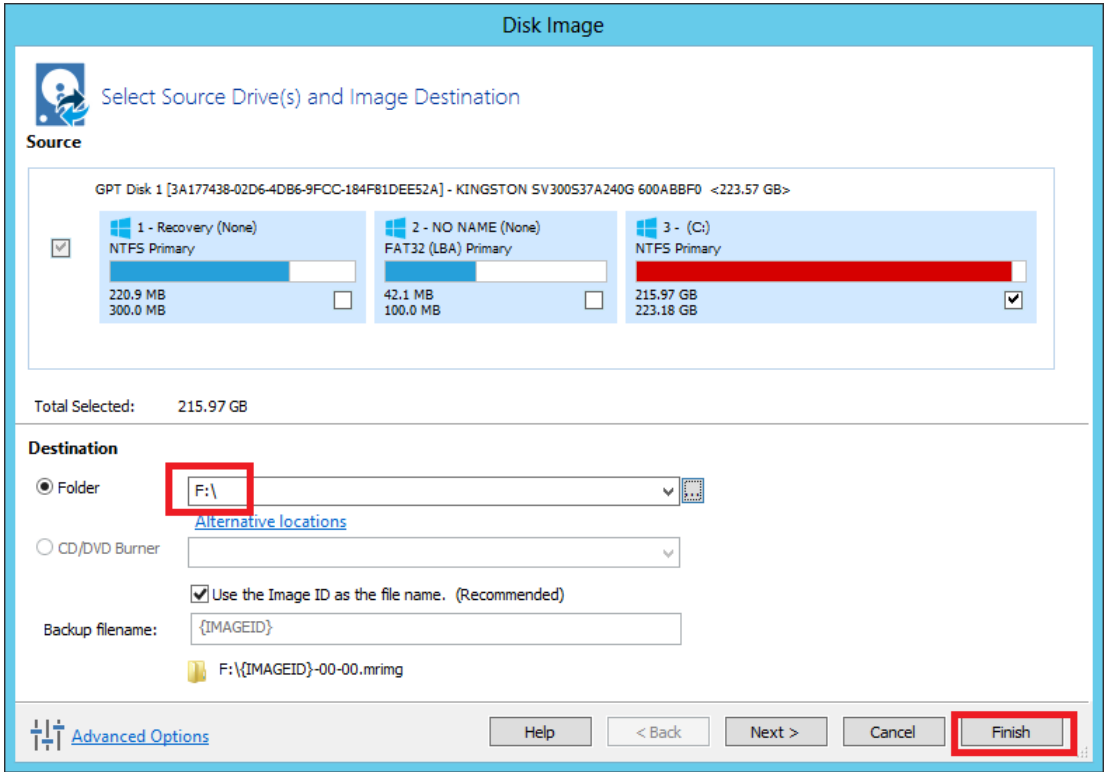 Disk Image
Select Source Drive(s) and Image Destination
Source
GPT Disk 1 [3A177438-02D6-4DB6-9FCC-184F81DEE52A] - KINGSTON SV300S37A240G 600ABBF0 <223.57 GB>
1 - Recovery (None)
NTFS Primary
220.9 MB
300.0 MB
2 - NO NAME (None)
FAT32 (LBA) Primary
42.1 MB
100.0 MB
3 - (C:)
NTFS Primary
215.97 GB
223.18 GB
Total Selected: 215.97 GB
Destination
Folder F:\ ...
Alternative locations
CD/DVD Burner
Use the Image ID as the file name. (Recommended)
Backup filename: {IMAGEID}
F:\{IMAGEID}-00-00.mrimg
Advanced Options Help < Back Next > Cancel Finish